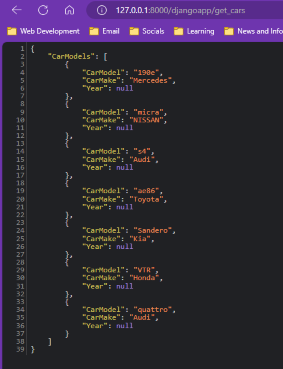 127.0.0.1:8000/djangoapp/get_cars
Web Development Email Socials Learning News and Info
1 {
2 "CarModels": [
3 {
4 "CarModel": "190e",
5 "CarMake": "Mercedes",
6 "Year": null
7 },
8 {
9 "CarModel": "micra",
10 "CarMake": "NISSAN",
11 "Year": null
12 },
13 {
14 "CarModel": "s4",
15 "CarMake": "Audi",
16 "Year": null
17 },
18 {
19 "CarModel": "ae86",
20 "CarMake": "Toyota",
21 "Year": null
22 },
23 {
24 "CarModel": "Sandero",
25 "CarMake": "Kia",
26 "Year": null
27 },
28 {
29 "CarModel": "VTR",
30 "CarMake": "Honda",
31 "Year": null
32 },
33 {
34 "CarModel": "quattro",
35 "CarMake": "Audi",
36 "Year": null
37 }
38 ]
39 }